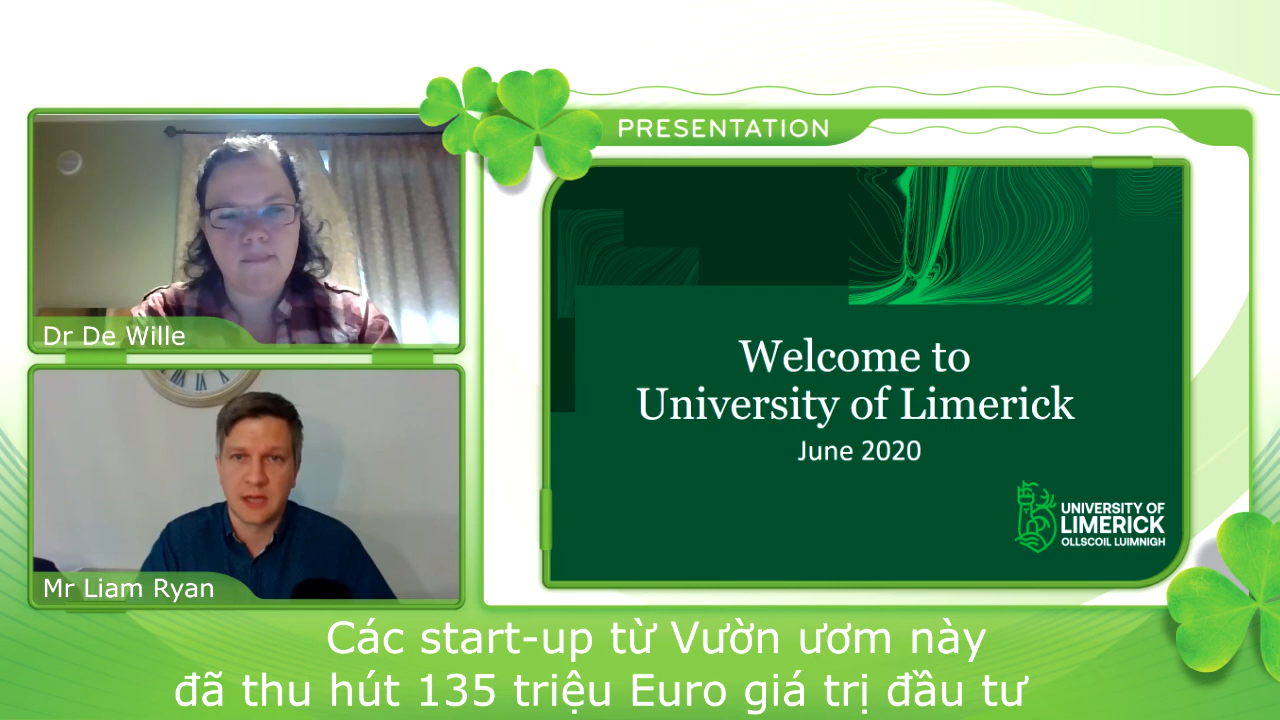 PRESENTATION
Dr De Wille
Mr Liam Ryan
Welcome to
University of Limerick
June 2020
UNIVERSITY OF
LIMERICK
OLLSCOIL LUIMNIGH
Các start-up từ Vườn ươm này
đã thu hút 135 triệu Euro giá trị đầu tư